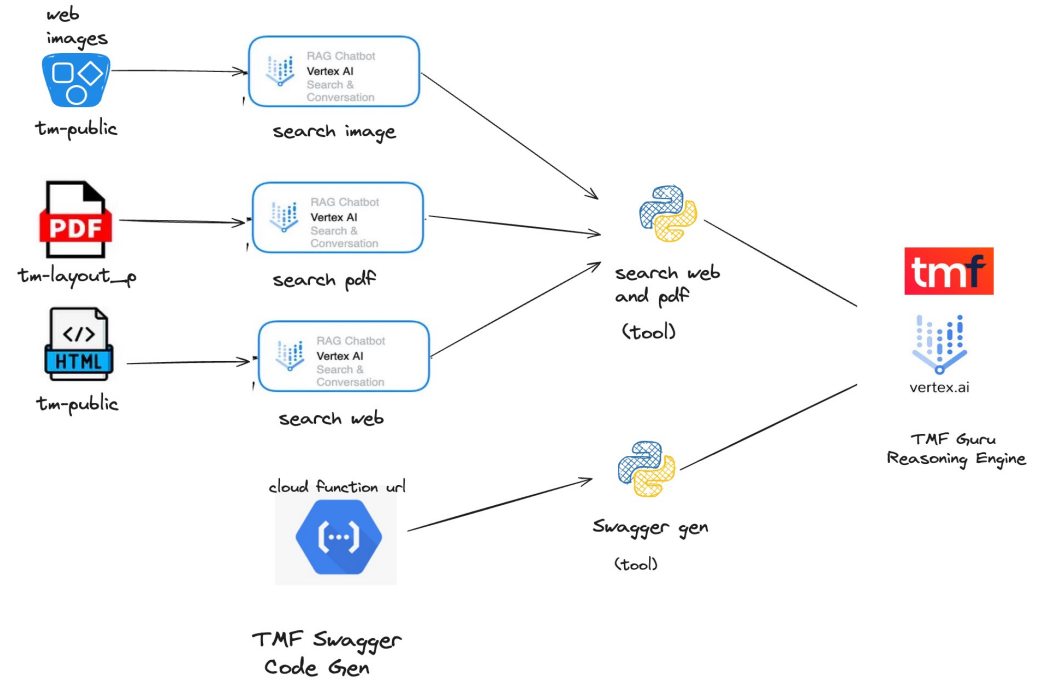 web
images
tm-public
RAG Chatbot
Vertex AI
Search &
Conversation
search image
PDF
tm-layout_p
RAG Chatbot
Vertex AI
Search &
Conversation
search pdf
</>
HTML
tm-public
RAG Chatbot
Vertex AI
Search &
Conversation
search web
search web
and pdf
(tool)
cloud function url
TMF Swagger
Code Gen
Swagger gen
(tool)
tmf
vertex.ai
TMF Guru
Reasoning Engine